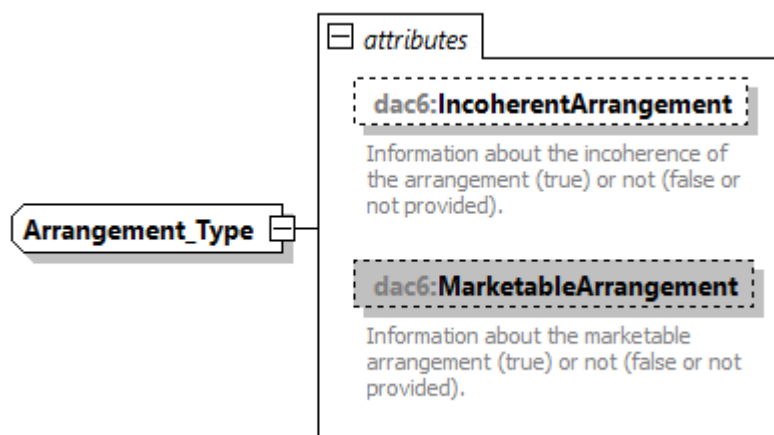 attributes
dac6:IncoherentArrangement
Information about the incoherence of
the arrangement (true) or not (false or
not provided).
Arrangement_Type
dac6:MarketableArrangement
Information about the marketable
arrangement (true) or not (false or not
provided).